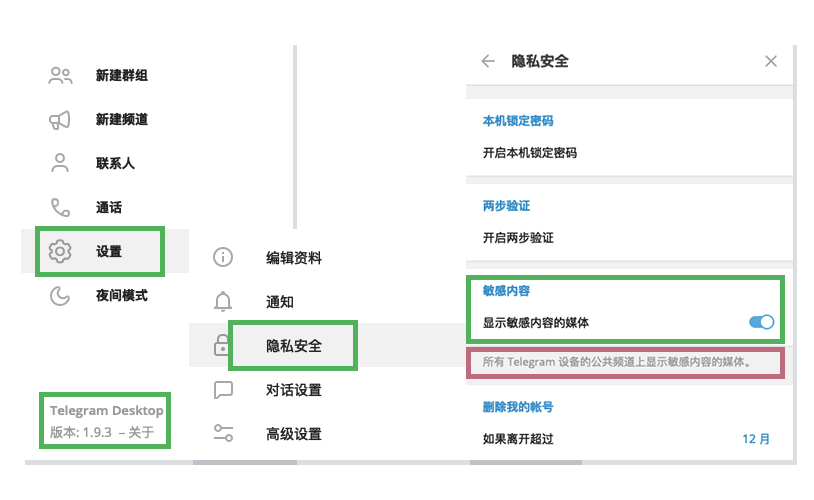 新建群组
新建频道
联系人
通话
设置
夜间模式
Telegram Desktop
版本: 1.9.3 – 关于
编辑资料
通知
隐私安全
对话设置
高级设置
隐私安全
本机锁定密码
开启本机锁定密码
两步验证
开启两步验证
敏感内容
显示敏感内容的媒体
所有 Telegram 设备的公共频道上显示敏感内容的媒体。
删除我的帐号
如果离开超过 12 月